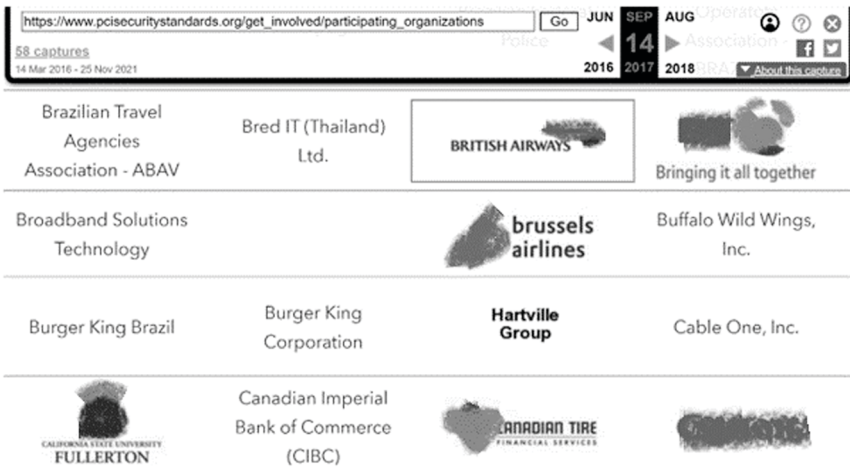 https://www.pcisecuritystandards.org/get_involved/participating_organizations
Go
JUN
SEP
AUG
14
2016
2017
2018
58 captures
14 Mar 2016 - 25 Nov 2021
About this capture
Operators
Police
Association -
Brazilian Travel
Agencies
Association - ABAV
Bred IT (Thailand)
Ltd.
BRITISH AIRWAYS
Bringing it all together
Broadband Solutions
Technology
brussels
airlines
Buffalo Wild Wings,
Inc.
Burger King Brazil
Burger King
Corporation
Hartville
Group
Cable One, Inc.
CALIFORNIA STATE UNIVERSITY
FULLERTON
Canadian Imperial
Bank of Commerce
(CIBC)
CANADIAN TIRE
FINANCIAL SERVICES